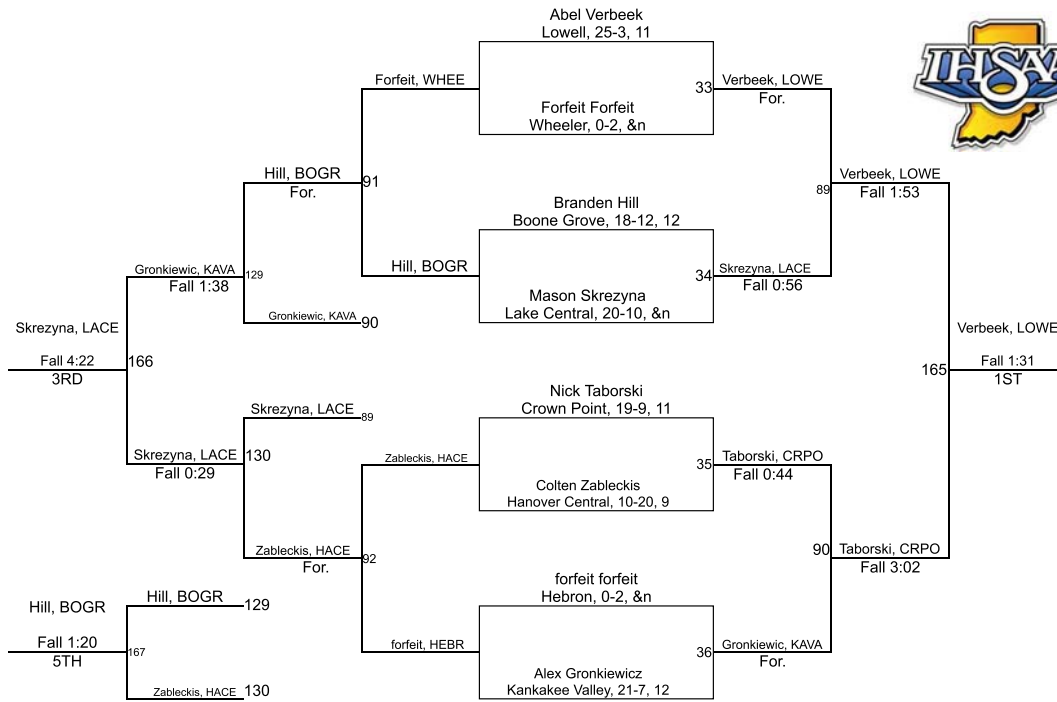 Abel Verbeek
Lowell, 25-3, 11
IHSAA
Forfeit, WHEE
33
Verbeek, LOWE
For.
Forfeit Forfeit
Wheeler, 0-2, &n
Hill, BOGR
For.
91
89
Verbeek, LOWE
Fall 1:53
Branden Hill
Boone Grove, 18-12, 12
Gronkiewic, KAVA
129
Fall 1:38
Hill, BOGR
34
Skrezyna, LACE
Fall 0:56
Mason Skrezyna
Lake Central, 20-10, &n
Gronkiewic, KAVA
90
Skrezyna, LACE
Fall 4:22
3RD
166
Verbeek, LOWE
165
Fall 1:31
1ST
Nick Taborski
Crown Point, 19-9, 11
Skrezyna, LACE
89
Skrezyna, LACE
130
Fall 0:29
Zableckis, HACE
35
Taborski, CRPO
Fall 0:44
Colten Zableckis
Hanover Central, 10-20, 9
Zableckis, HACE
For.
92
90
Taborski, CRPO
Fall 3:02
forfeit forfeit
Hebron, 0-2, &n
Hill, BOGR
Hill, BOGR
129
Fall 1:20
5TH
167
forfeit, HEBR
36
Gronkiewic, KAVA
For.
Alex Gronkiewicz
Kankakee Valley, 21-7, 12
Zableckis, HACE
130